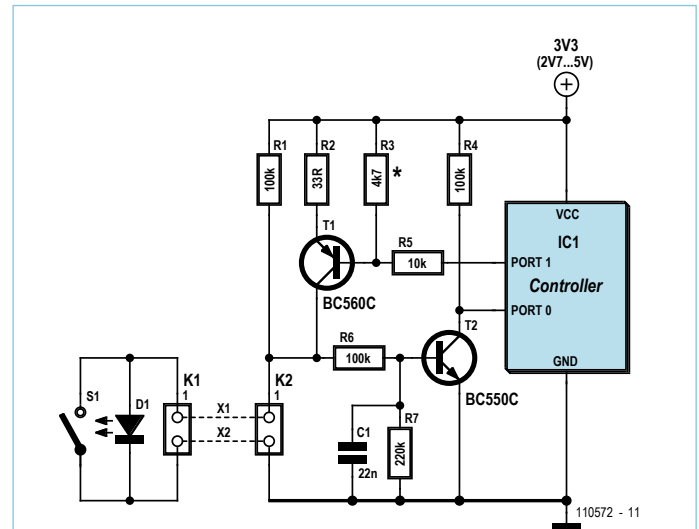 3V3
(2V7...5V)
R1
R2
R3
R4
100k
33R
4k7
*
100k
T1
BC560C
R5
10k
VCC
IC1
PORT 1
Controller
PORT 0
GND
R6
100k
T2
BC550C
S1
D1
K1
1
X1
X2
K2
1
C1
22n
R7
220k
110572 - 11